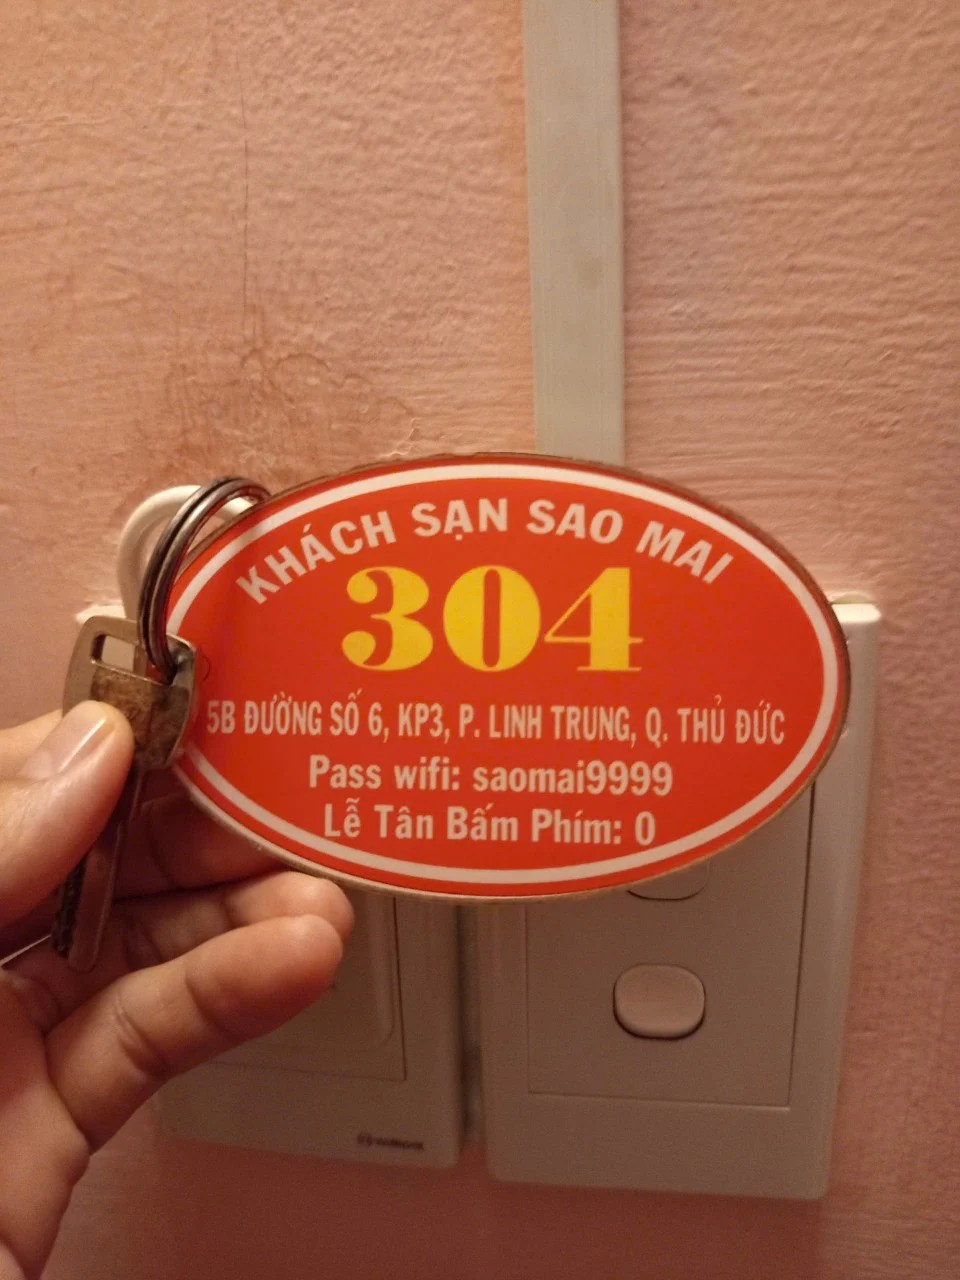 KHÁCH SẠN SAO MAI
304
5B ĐƯỜNG SỐ 6, KP3, P. LINH TRUNG, Q. THỦ ĐỨC
Pass wifi: saomai9999
Lễ Tân Bấm Phím: 0